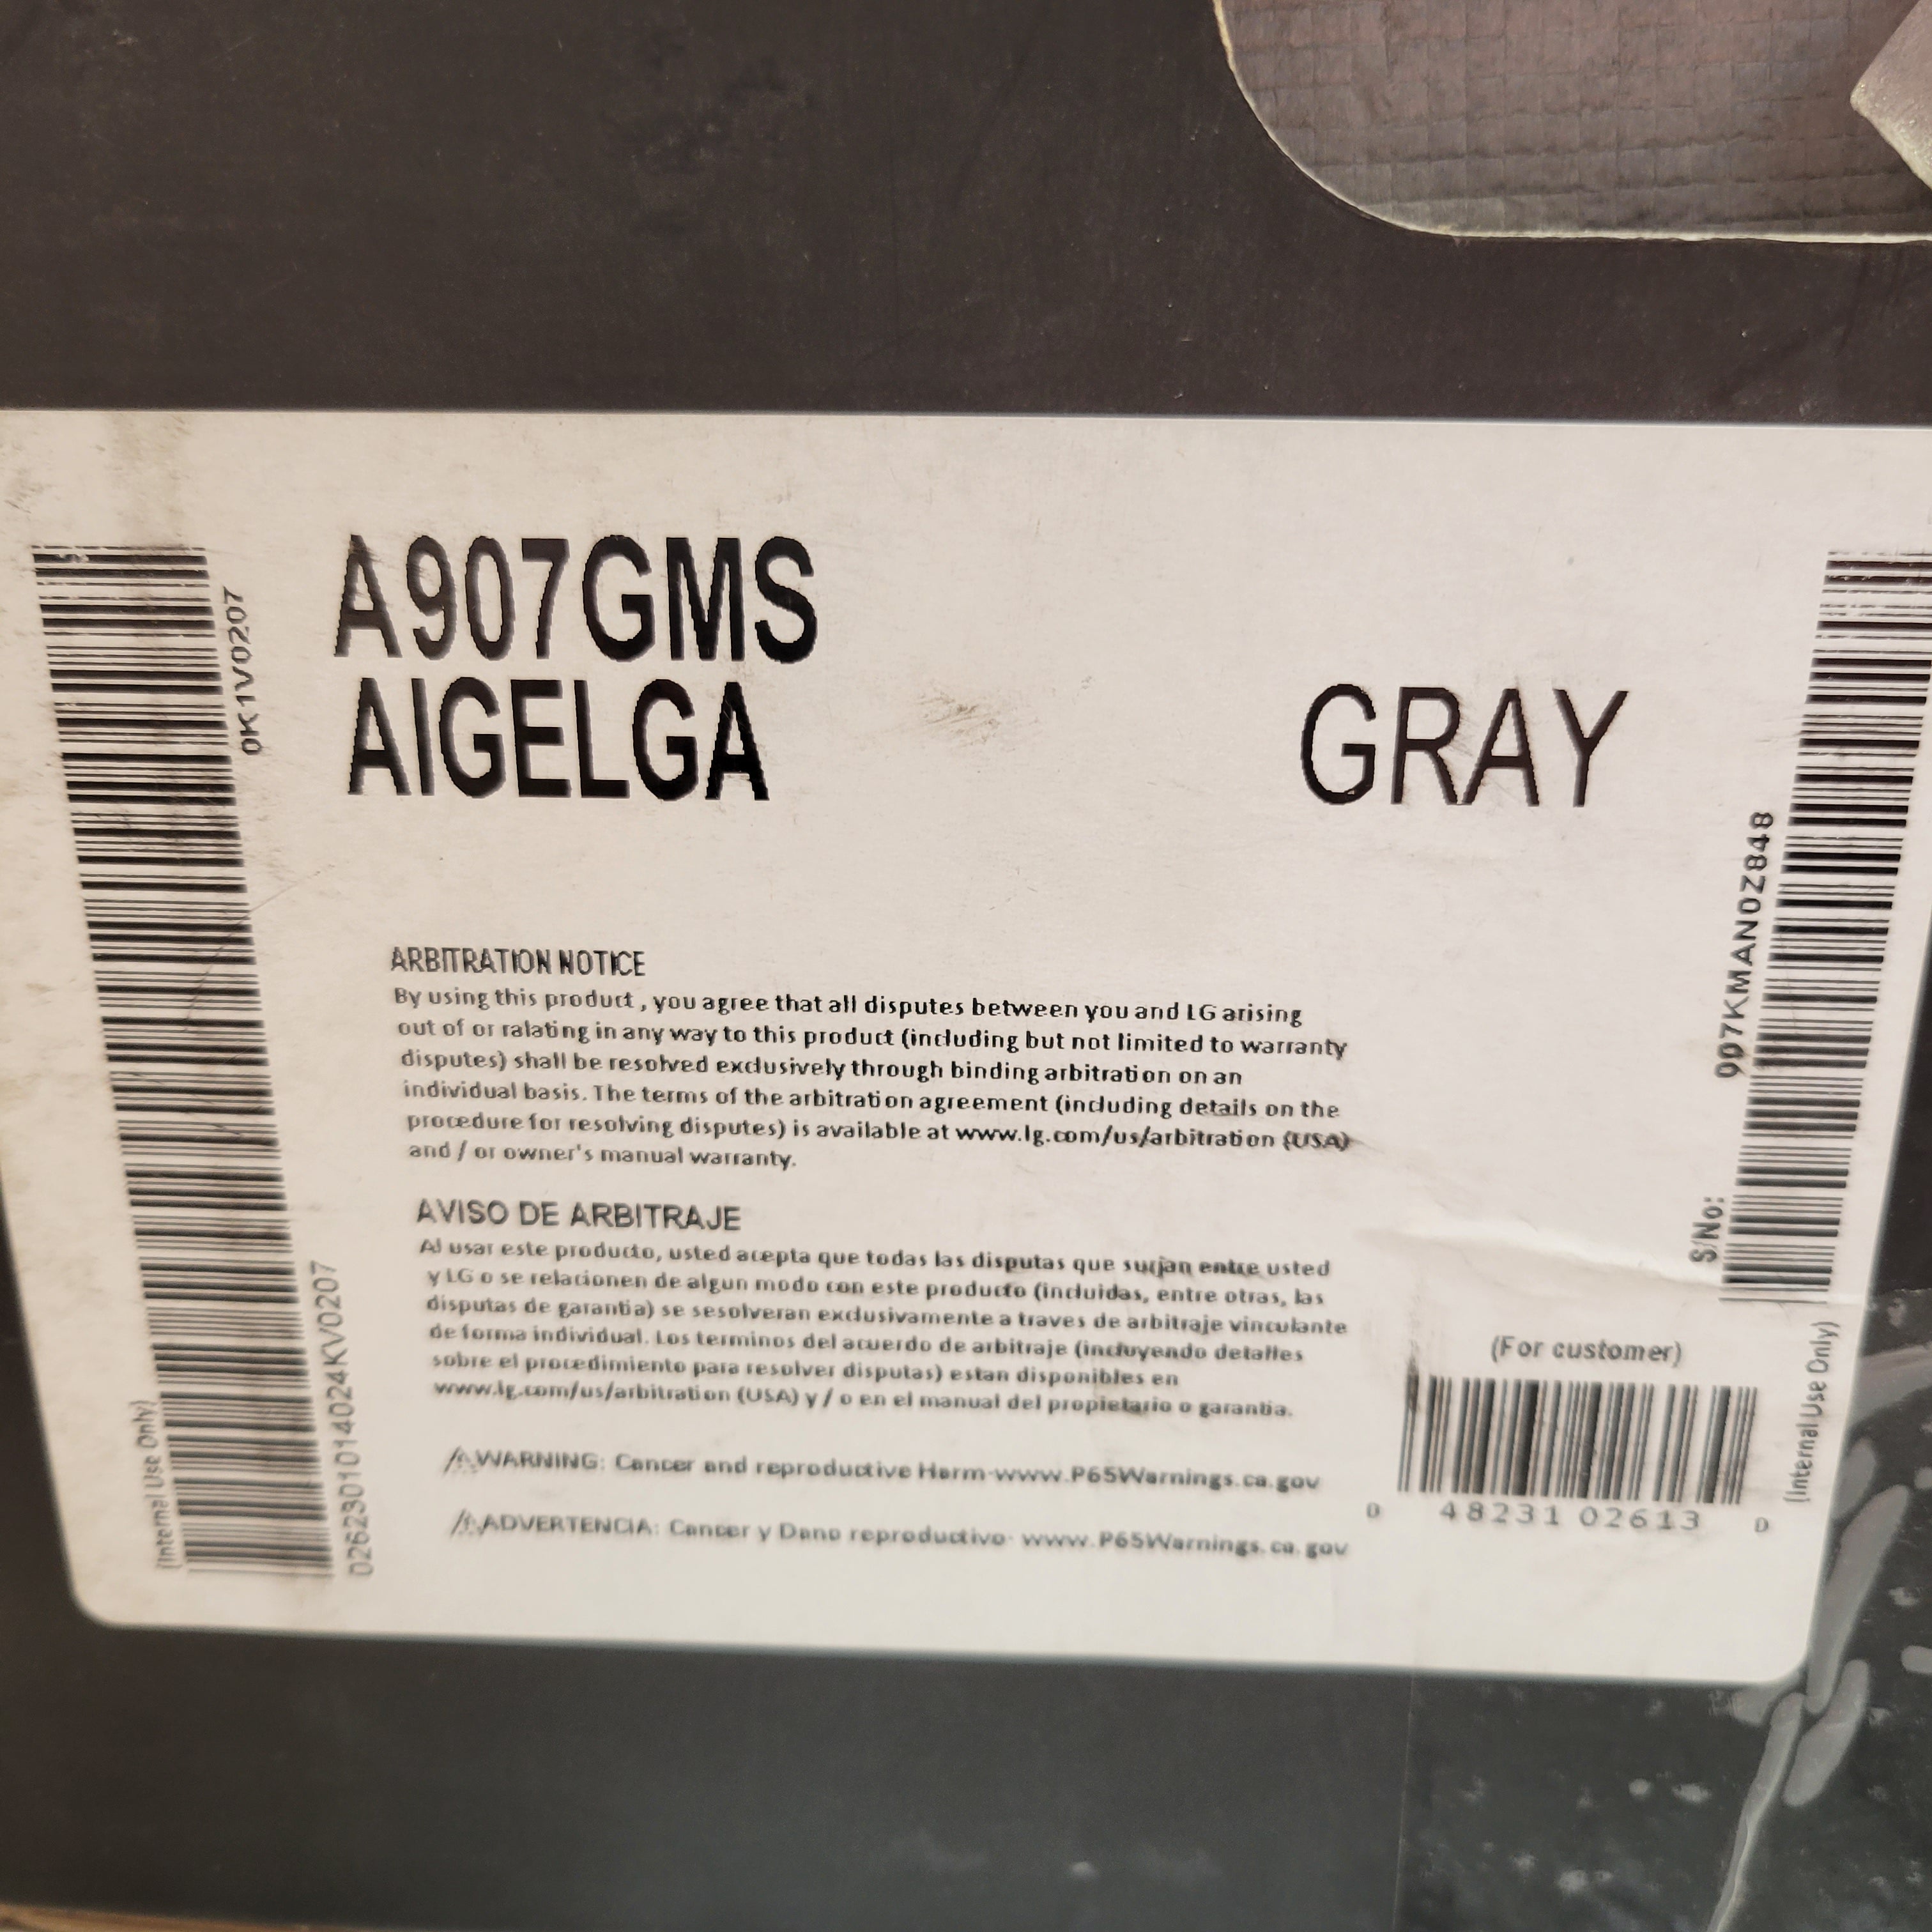 A907GMS
AIGELGA
GRAY
0K1V0207
907KMAN0Z848
S/No:
ARBITRATION NOTICE
By using this product , you agree that all disputes between you and LG arising
out of or ralating in any way to this product (including but not limited to warranty
disputes) shall be resolved exclusively through binding arbitration on an
individual basis. The terms of the arbitration agreement (including details on the
procedure for resolving disputes) is available at www.lg.com/us/arbitration (USA)
and / or owner's manual warranty.
AVISO DE ARBITRAJE
Al usar este producto, usted acepta que todas las disputas que surjan entre usted
y LG o se relacionen de algun modo con este producto (incluidas, entre otras, las
disputas de garantia) se sesolveran exclusivamente a traves de arbitraje vinculante
de forma individual. Los terminos del acuerdo de arbitraje (incluyendo detalles
sobre el procedimiento para resolver disputas) estan disponibles en
www.lg.com/us/arbitration (USA) y / o en el manual del propietario o garantia.
⚠WARNING: Cancer and reproductive Harm-www.P65Warnings.ca.gov
⚠ADVERTENCIA: Cancer y Dano reproductivo- www.P65Warnings.ca.gov
(Internal Use Only)
0262301014024KV0207
(For customer)
0 48231 02613 0
(Internal Use Only)